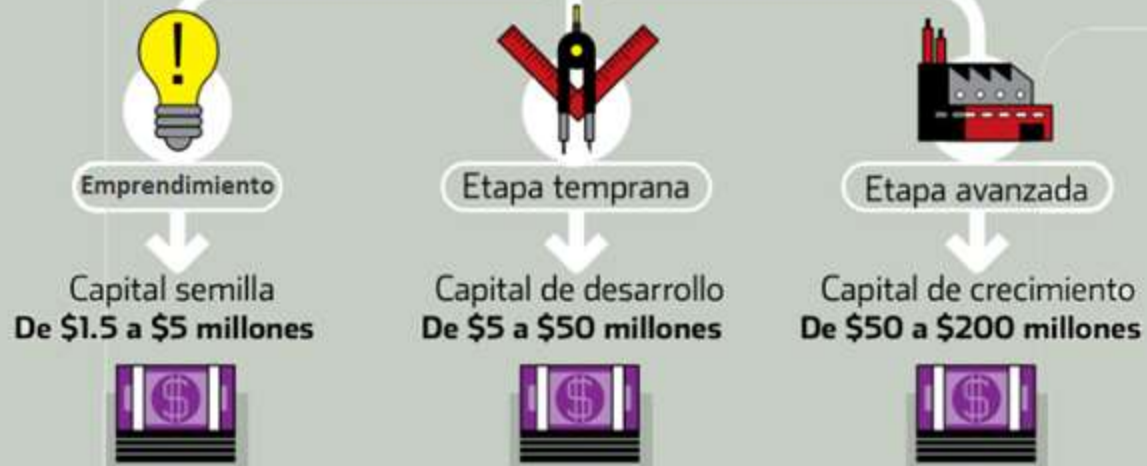 !
Emprendimiento
Capital semilla
De $1.5 a $5 millones
$
Etapa temprana
Capital de desarrollo
De $5 a $50 millones
$
Etapa avanzada
Capital de crecimiento
De $50 a $200 millones
$